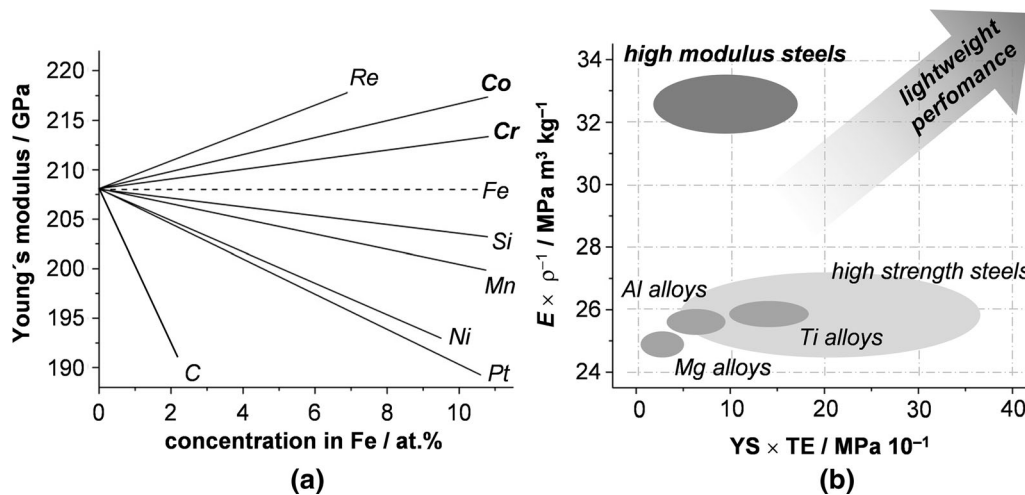 Young´s modulus / GPa
220
215
210
205
200
195
190
0
2
4
6
8
10
concentration in Fe / at.%
Re
Co
Cr
Fe
Si
Mn
Ni
Pt
C
(a)
E × ρ⁻¹ / MPa m³ kg⁻¹
34
32
30
28
26
24
0
10
20
30
40
YS × TE / MPa 10⁻¹
high modulus steels
lightweight
perfomance
high strength steels
Al alloys
Ti alloys
Mg alloys
(b)